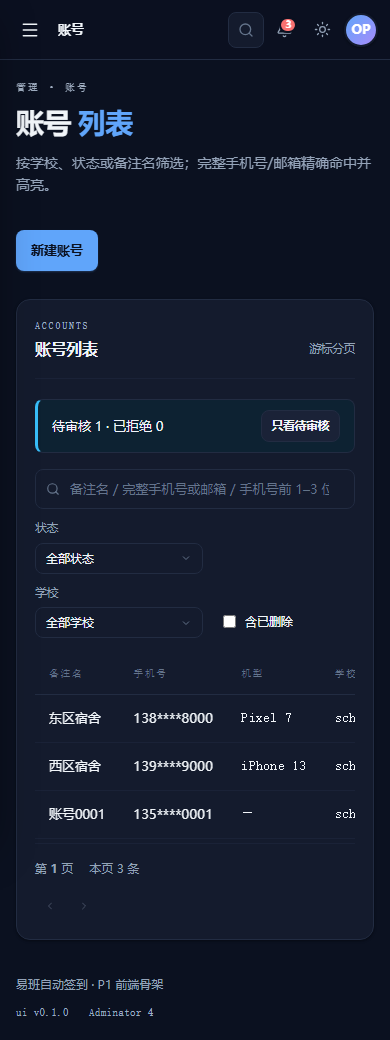 账号
3
OP
管理 · 账号
账号 列表
按学校、状态或备注名筛选；完整手机号/邮箱精确命中并
高亮。
新建账号
ACCOUNTS
账号列表
游标分页
待审核 1 · 已拒绝 0
只看待审核
备注名 / 完整手机号或邮箱 / 手机号前 1–3 位
状态
全部状态
学校
全部学校
含已删除
备注名 手机号 机型 学校
东区宿舍 138****8000 Pixel 7 sch
西区宿舍 139****9000 iPhone 13 sch
账号0001 135****0001 — sch
第 1 页 本页 3 条
易班自动签到 · P1 前端骨架
ui v0.1.0 Adminator 4